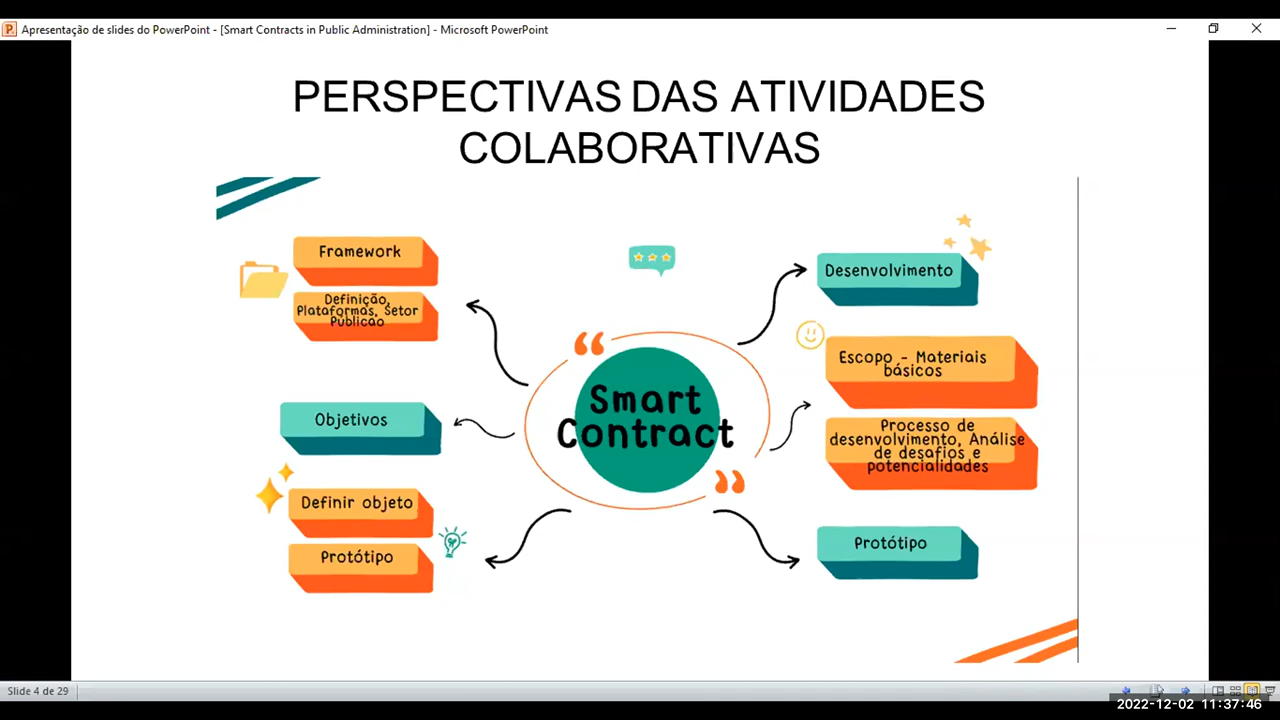 Apresentação de slides do PowerPoint - [Smart Contracts in Public Administration] - Microsoft PowerPoint
PERSPECTIVAS DAS ATIVIDADES
COLABORATIVAS
Framework
Definição,
Plataformas, Setor
Publicao
Objetivos
Definir objeto
Protótipo
Smart
Contract
Desenvolvimento
Escopo - Materiais
básicos
Processo de
desenvolvimento, Análise
de desafios e
potencialidades
Protótipo
Slide 4 de 29
2022-12-02 11:37:46